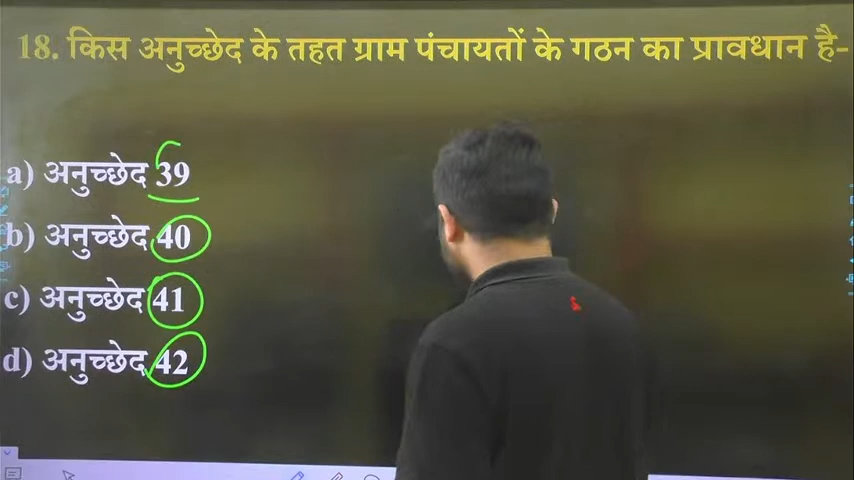 18. किस अनुच्छेद के तहत ग्राम पंचायतों के गठन का प्रावधान है-
a) अनुच्छेद 39
b) अनुच्छेद 40
c) अनुच्छेद 41
d) अनुच्छेद 42